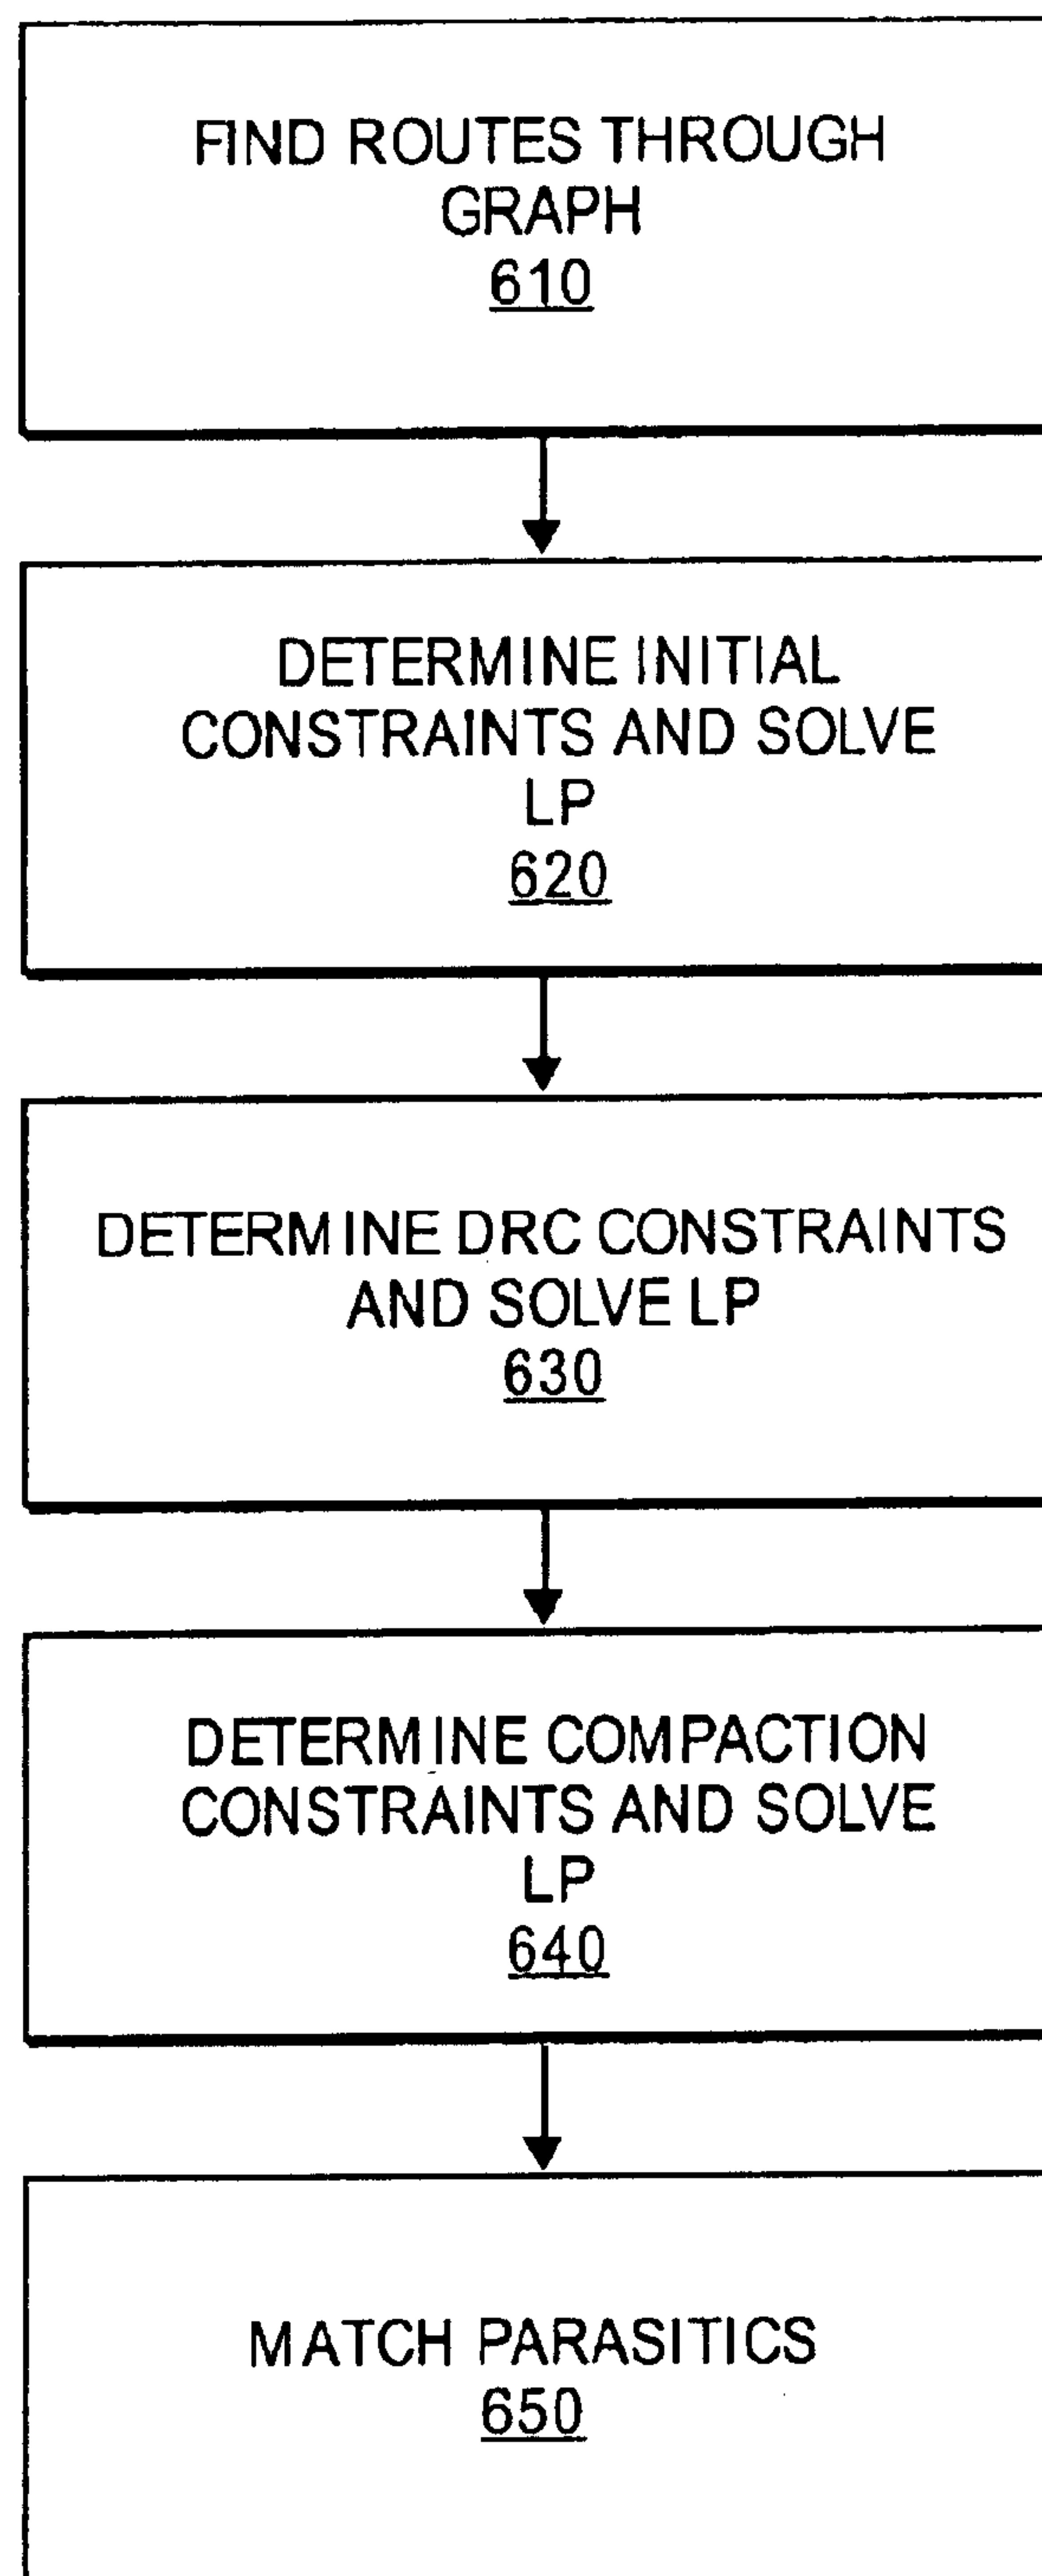 FIND ROUTES THROUGH
GRAPH
610
DETERMINE INITIAL
CONSTRAINTS AND SOLVE
LP
620
DETERMINE DRC CONSTRAINTS
AND SOLVE LP
630
DETERMINE COMPACTION
CONSTRAINTS AND SOLVE
LP
640
MATCH PARASITICS
650